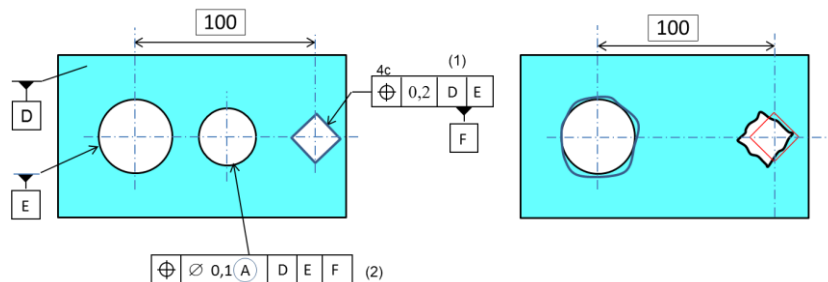 100
100
4c
(1)
⌖ 0,2 D E
D
F
E
⌖ ⌀ 0,1 Ⓐ D E F
(2)